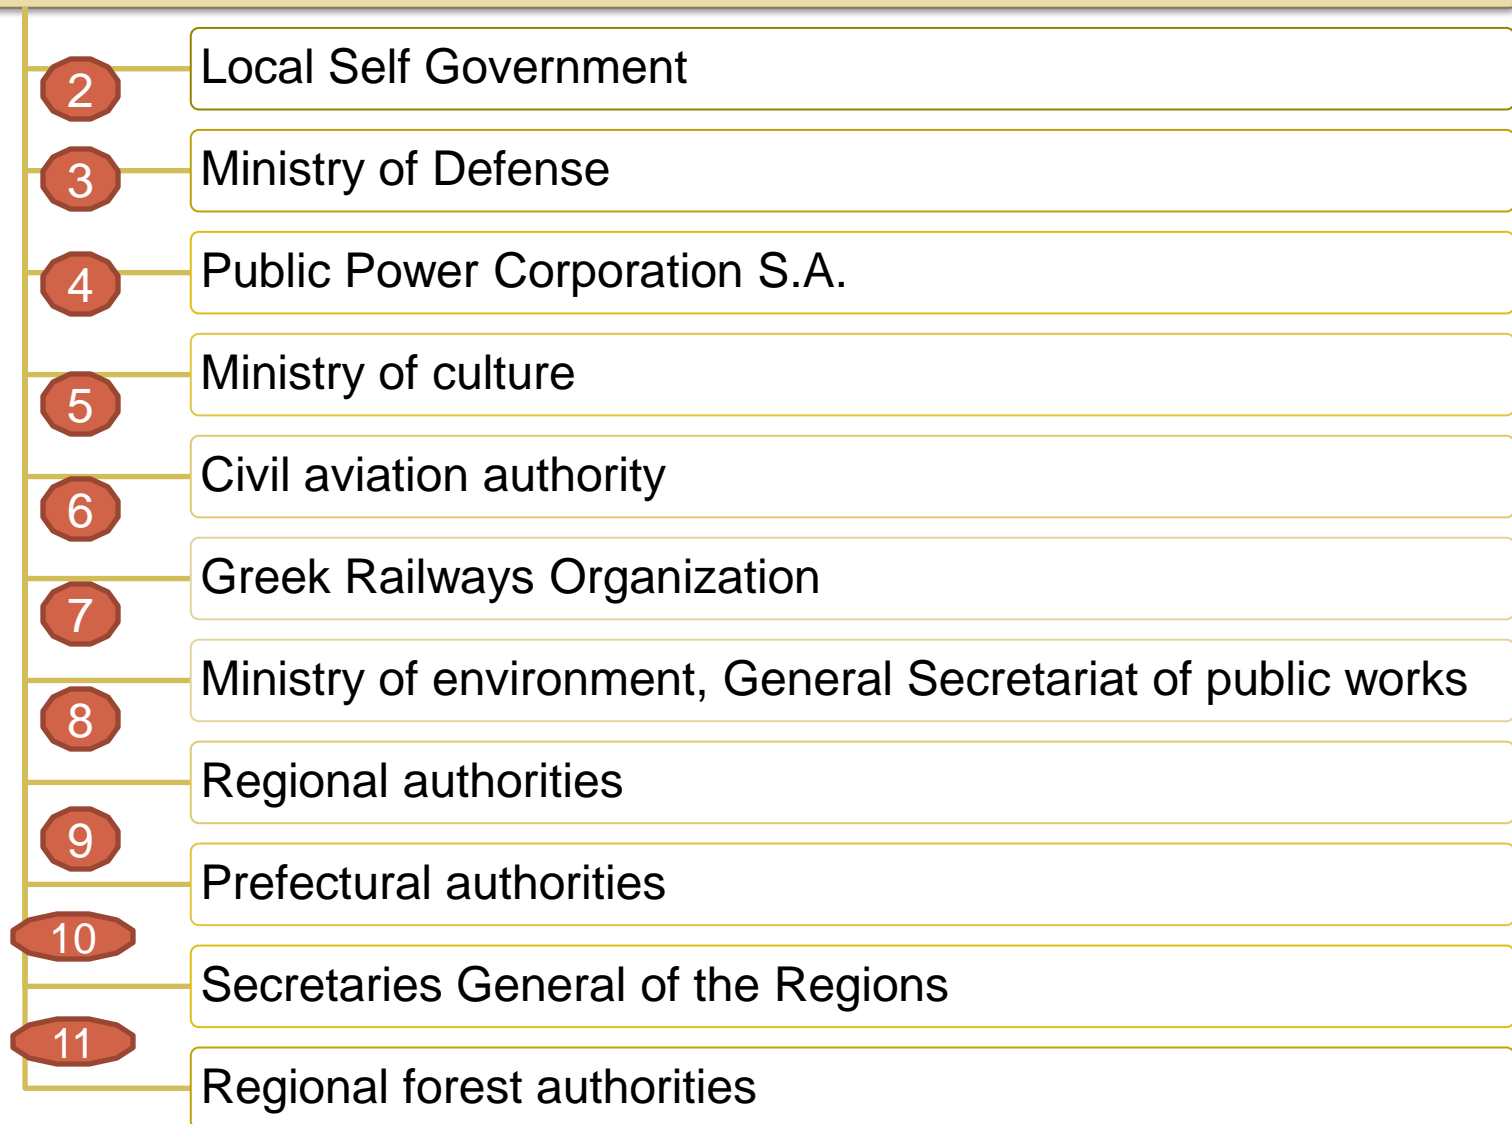 2 Local Self Government
3 Ministry of Defense
4 Public Power Corporation S.A.
5 Ministry of culture
6 Civil aviation authority
7 Greek Railways Organization
8 Ministry of environment, General Secretariat of public works
Regional authorities
9 Prefectural authorities
10 Secretaries General of the Regions
11 Regional forest authorities